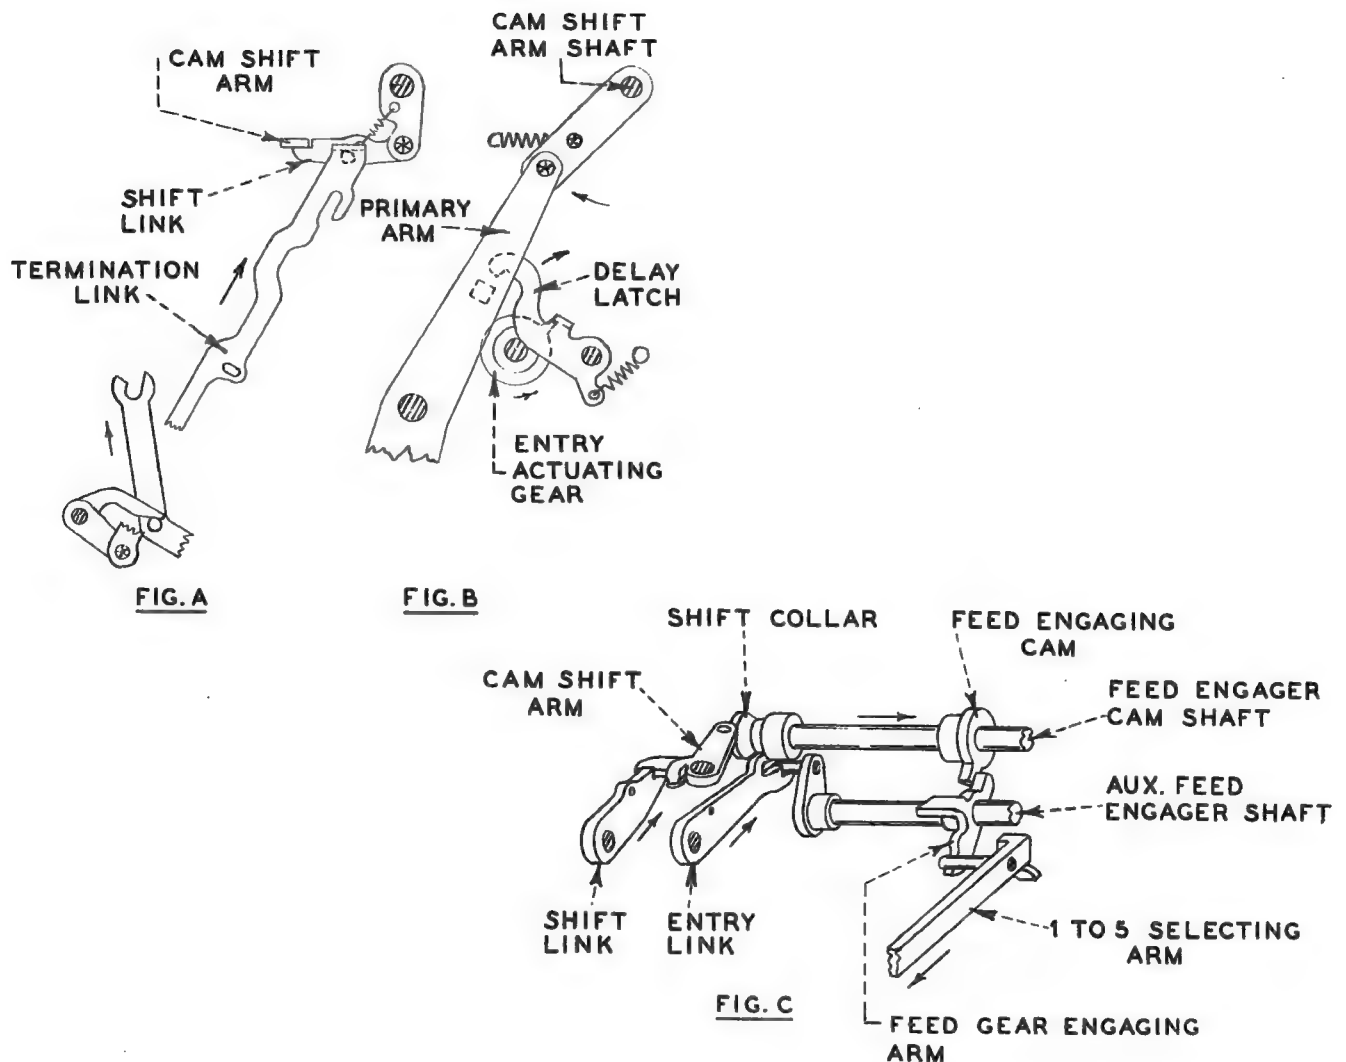 CAM SHIFT
ARM
SHIFT
LINK
TERMINATION
LINK
FIG. A
CAM SHIFT
ARM SHAFT
PRIMARY
ARM
DELAY
LATCH
ENTRY
ACTUATING
GEAR
FIG. B
SHIFT COLLAR
FEED ENGAGING
CAM
CAM SHIFT
ARM
FEED ENGAGER
CAM SHAFT
AUX. FEED
ENGAGER SHAFT
SHIFT
LINK
ENTRY
LINK
1 TO 5 SELECTING
ARM
FEED GEAR ENGAGING
ARM
FIG. C